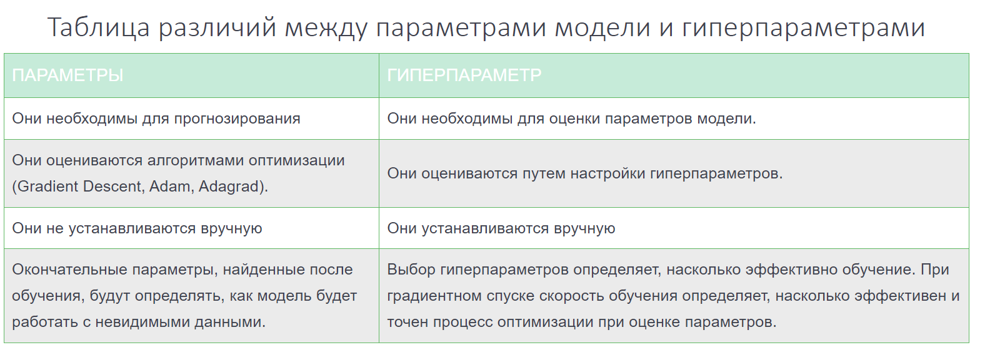 Таблица различий между параметрами модели и гиперпараметрами
ПАРАМЕТРЫ
ГИПЕРПАРАМЕТР
Они необходимы для прогнозирования
Они необходимы для оценки параметров модели.
Они оцениваются алгоритмами оптимизации
(Gradient Descent, Adam, Adagrad).
Они оцениваются путем настройки гиперпараметров.
Они не устанавливаются вручную
Они устанавливаются вручную
Окончательные параметры, найденные после
обучения, будут определять, как модель будет
работать с невидимыми данными.
Выбор гиперпараметров определяет, насколько эффективно обучение. При
градиентном спуске скорость обучения определяет, насколько эффективен и
точен процесс оптимизации при оценке параметров.